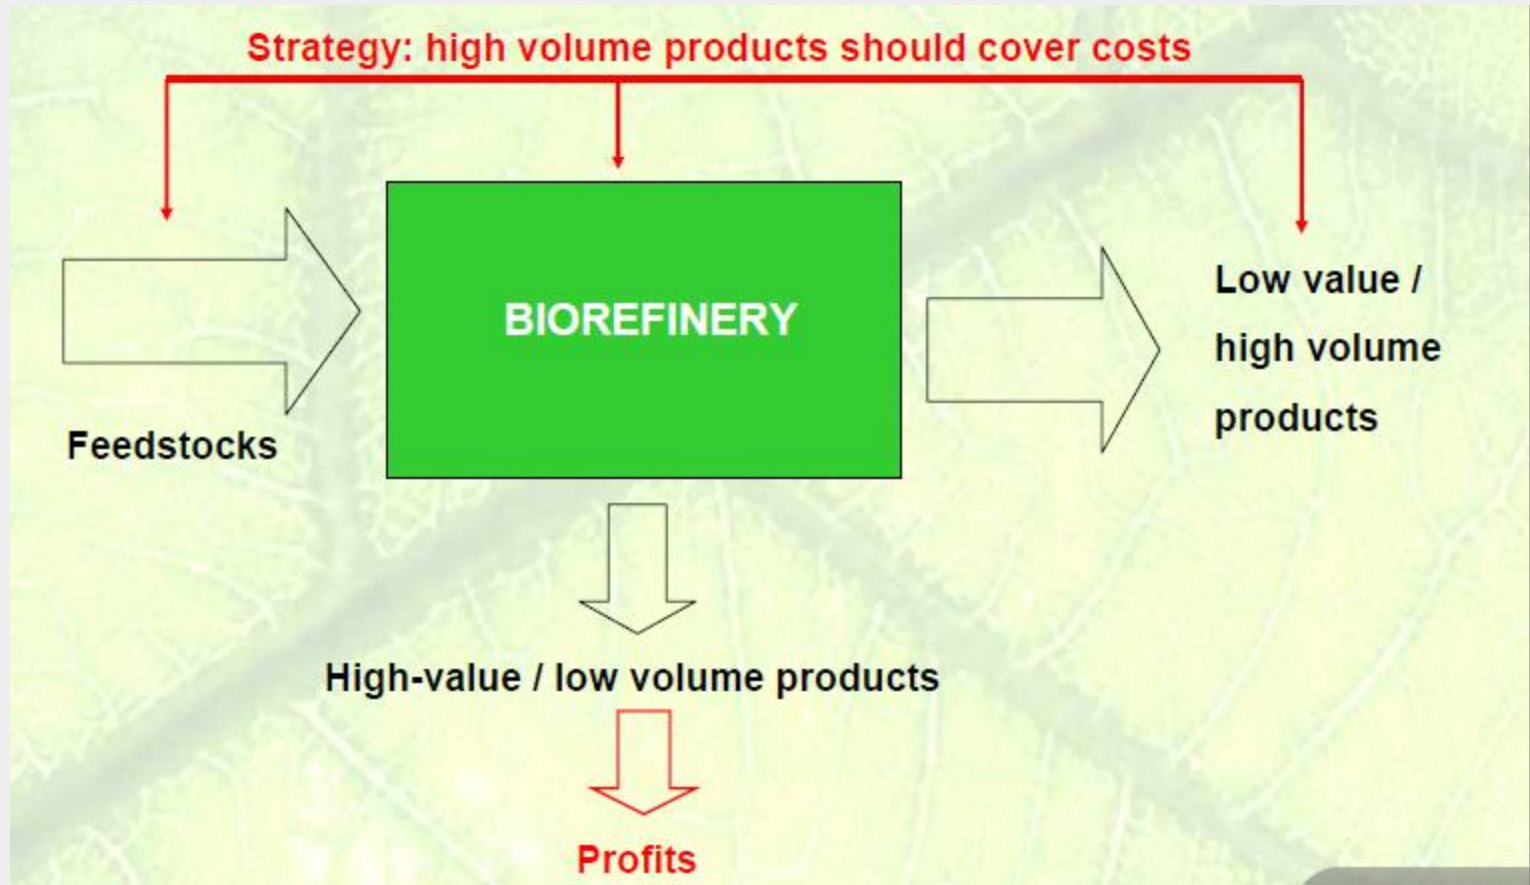 Strategy: high volume products should cover costs
BIOREFINERY
Low value /
high volume
products
Feedstocks
High-value / low volume products
Profits